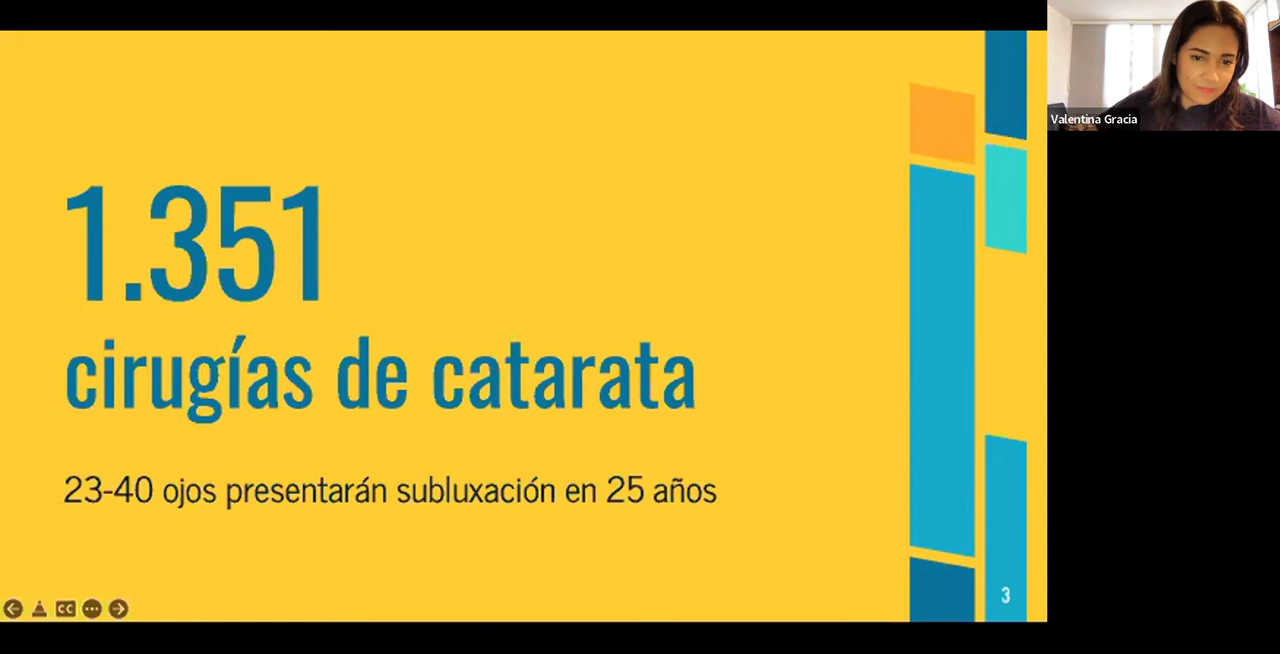 1.351
cirugías de catarata
23-40 ojos presentarán subluxación en 25 años
3
CC
Valentina Gracia